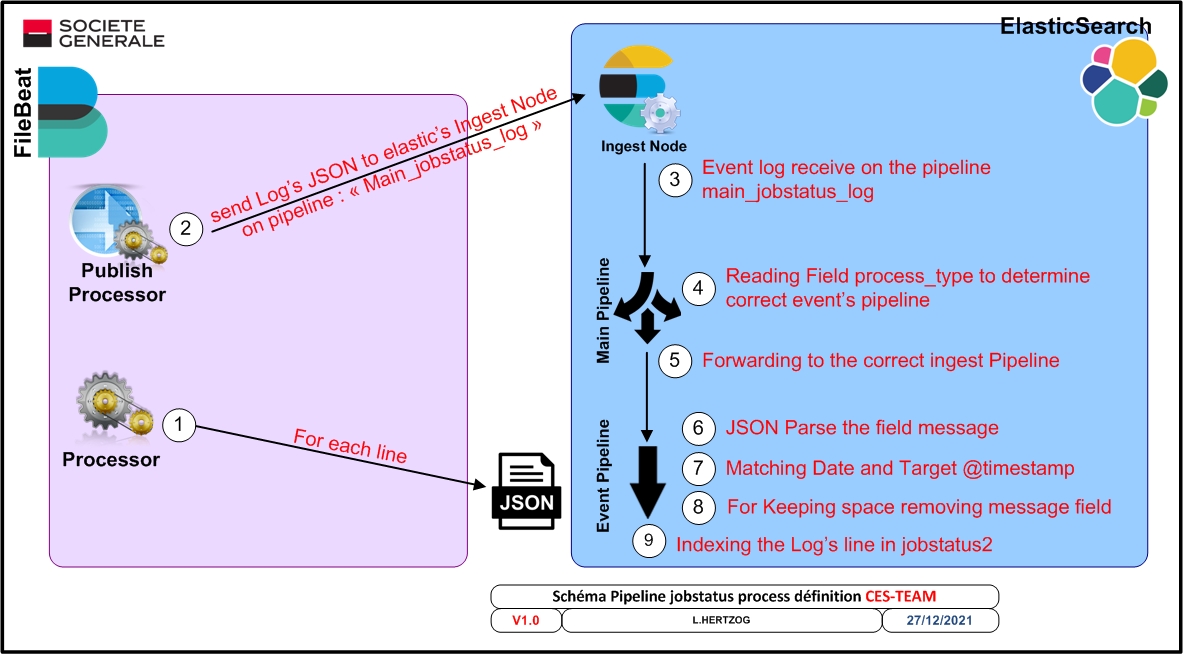 SOCIETE
GENERALE
ElasticSearch
FileBeat
Publish
Processor
2
send Log's JSON to elastic's Ingest Node
on pipeline : « Main_jobstatus_log »
Processor
1
For each line
JSON
Ingest Node
3
Event log receive on the pipeline
main_jobstatus_log
Main Pipeline
4
Reading Field process_type to determine
correct event's pipeline
5
Forwarding to the correct ingest Pipeline
Event Pipeline
6
JSON Parse the field message
7
Matching Date and Target @timestamp
8
For Keeping space removing message field
9
Indexing the Log's line in jobstatus2
Schéma Pipeline jobstatus process définition CES-TEAM
V1.0
L.HERTZOG
27/12/2021